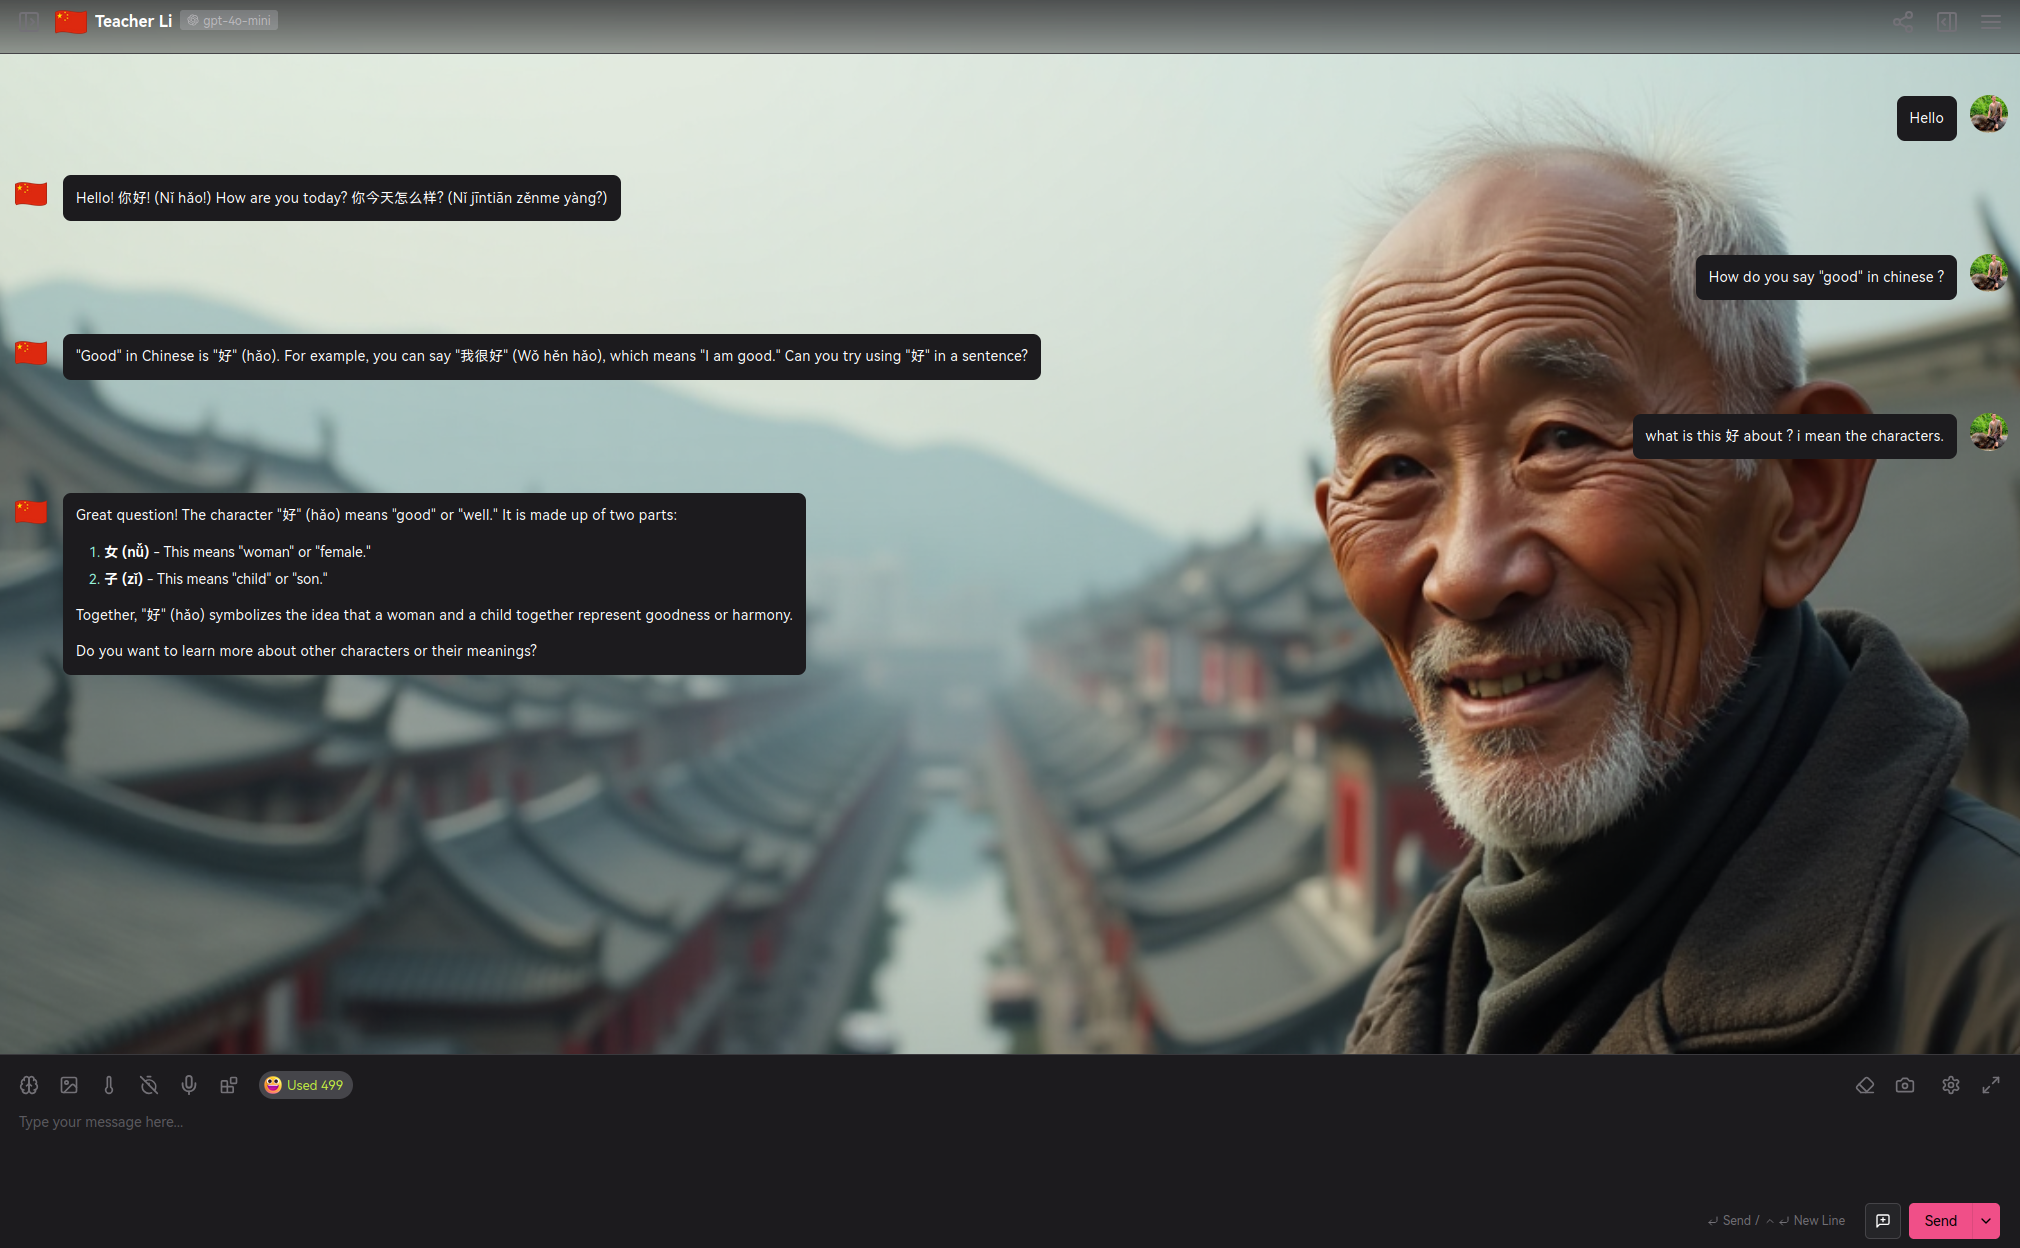 Teacher Li gpt-4o-mini
Hello
Hello! 你好! (Nǐ hǎo!) How are you today? 你今天怎么样? (Nǐ jīntiān zěnme yàng?)
How do you say "good" in chinese ?
"Good" in Chinese is "好" (hǎo). For example, you can say "我很好" (Wǒ hěn hǎo), which means "I am good." Can you try using "好" in a sentence?
what is this 好 about ? i mean the characters.
Great question! The character "好" (hǎo) means "good" or "well." It is made up of two parts:
1. 女 (nǚ) - This means "woman" or "female."
2. 子 (zǐ) - This means "child" or "son."
Together, "好" (hǎo) symbolizes the idea that a woman and a child together represent goodness or harmony.
Do you want to learn more about other characters or their meanings?
Used 499
Type your message here...
↵ Send / ^ ↵ New Line Send